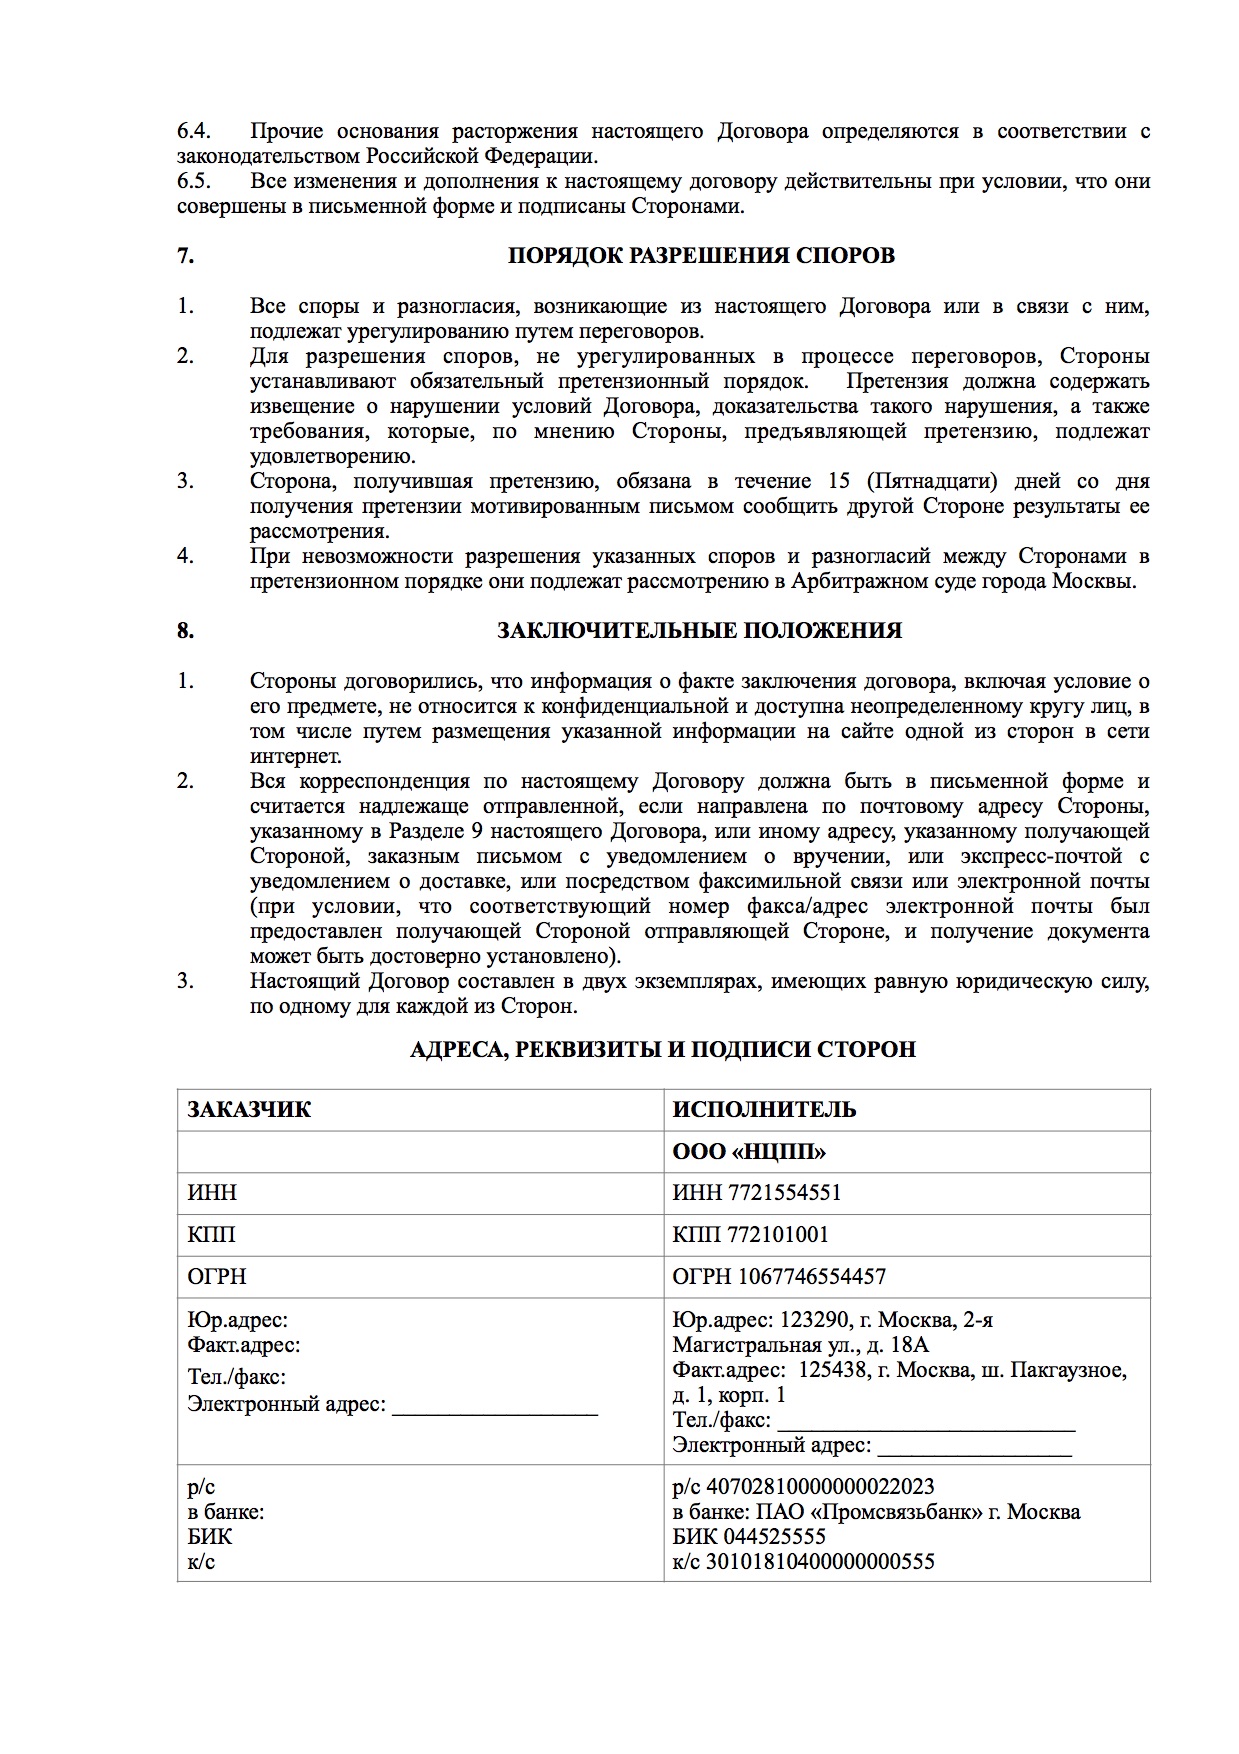 6.4. Прочие основания расторжения настоящего Договора определяются в соответствии с
законодательством Российской Федерации.
6.5. Все изменения и дополнения к настоящему договору действительны при условии, что они
совершены в письменной форме и подписаны Сторонами.
7. ПОРЯДОК РАЗРЕШЕНИЯ СПОРОВ
1. Все споры и разногласия, возникающие из настоящего Договора или в связи с ним,
подлежат урегулированию путем переговоров.
2. Для разрешения споров, не урегулированных в процессе переговоров, Стороны
устанавливают обязательный претензионный порядок. Претензия должна содержать
извещение о нарушении условий Договора, доказательства такого нарушения, а также
требования, которые, по мнению Стороны, предъявляющей претензию, подлежат
удовлетворению.
3. Сторона, получившая претензию, обязана в течение 15 (Пятнадцати) дней со дня
получения претензии мотивированным письмом сообщить другой Стороне результаты ее
рассмотрения.
4. При невозможности разрешения указанных споров и разногласий между Сторонами в
претензионном порядке они подлежат рассмотрению в Арбитражном суде города Москвы.
8. ЗАКЛЮЧИТЕЛЬНЫЕ ПОЛОЖЕНИЯ
1. Стороны договорились, что информация о факте заключения договора, включая условие о
его предмете, не относится к конфиденциальной и доступна неопределенному кругу лиц, в
том числе путем размещения указанной информации на сайте одной из сторон в сети
интернет.
2. Вся корреспонденция по настоящему Договору должна быть в письменной форме и
считается надлежаще отправленной, если направлена по почтовому адресу Стороны,
указанному в Разделе 9 настоящего Договора, или иному адресу, указанному получающей
Стороной, заказным письмом с уведомлением о вручении, или экспресс-почтой с
уведомлением о доставке, или посредством факсимильной связи или электронной почты
(при условии, что соответствующий номер факса/адрес электронной почты был
предоставлен получающей Стороной отправляющей Стороне, и получение документа
может быть достоверно установлено).
3. Настоящий Договор составлен в двух экземплярах, имеющих равную юридическую силу,
по одному для каждой из Сторон.
АДРЕСА, РЕКВИЗИТЫ И ПОДПИСИ СТОРОН
ЗАКАЗЧИК ИСПОЛНИТЕЛЬ
ООО «НЦПП»
ИНН ИНН 7721554551
КПП КПП 772101001
ОГРН ОГРН 1067746554457
Юр.адрес:
Факт.адрес:
Тел./факс:
Электронный адрес: ___________________
Юр.адрес: 123290, г. Москва, 2-я
Магистральная ул., д. 18А
Факт.адрес: 125438, г. Москва, ш. Пакгаузное,
д. 1, корп. 1
Тел./факс: ___________________________
Электронный адрес: __________________
р/с
в банке:
БИК
к/с
р/с 40702810000000022023
в банке: ПАО «Промсвязьбанк» г. Москва
БИК 044525555
к/с 30101810400000000555